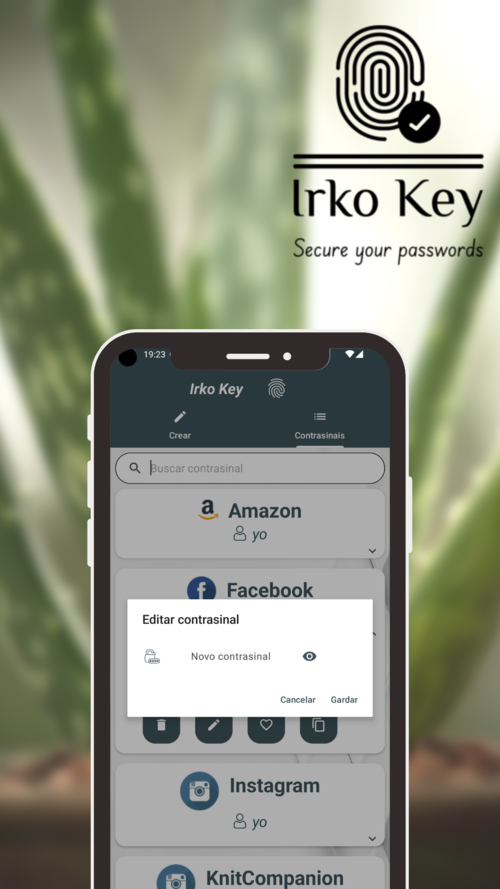 Irko Key
Secure your passwords
19:23
Irko Key
Crear
Contrasinais
Buscar contrasinal
a
Amazon
yo
f
Facebook
Editar contrasinal
Novo contrasinal
Cancelar
Gardar
Instagram
yo
KnitCompanion